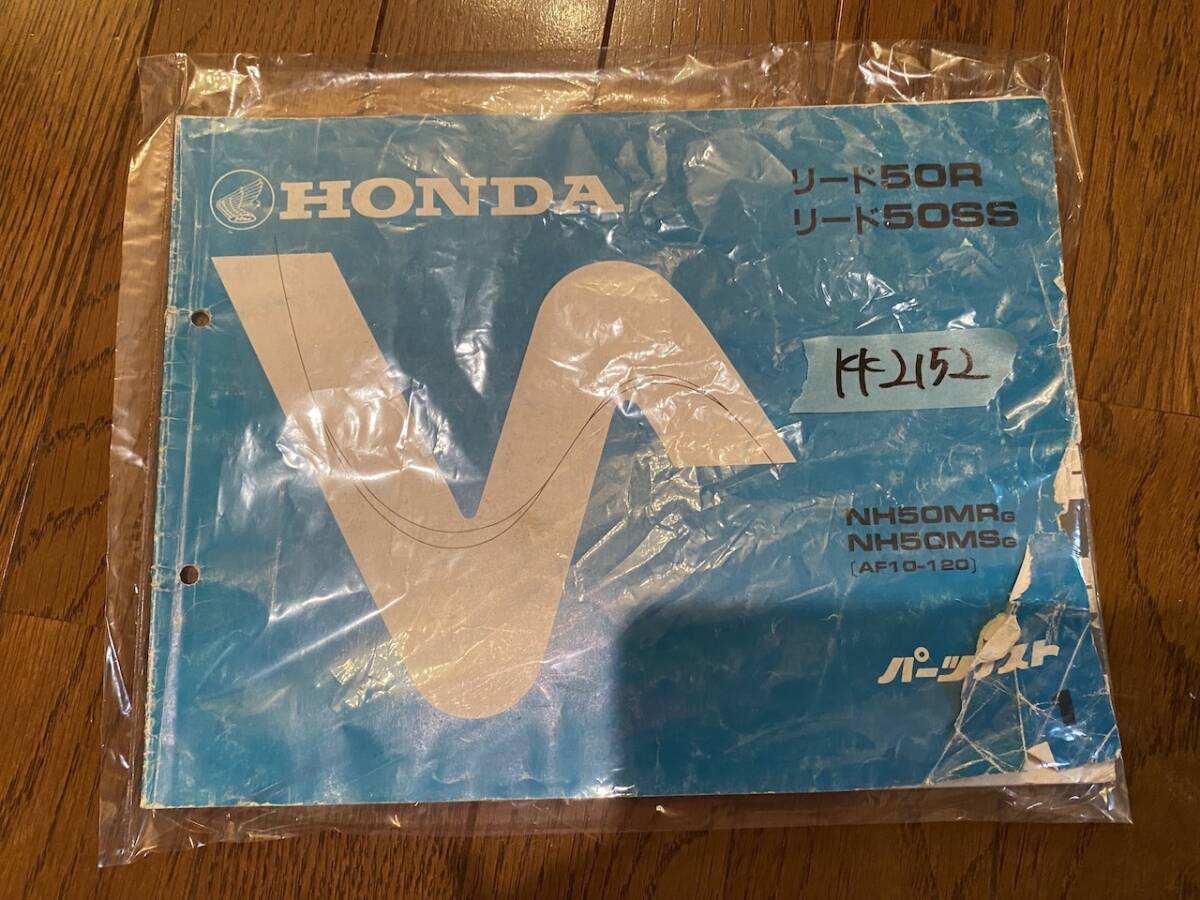 HONDA
リード50R
リード50SS
KK2152
NH50MRG
NH50MSG
[AF10-120]
パーツリスト
1